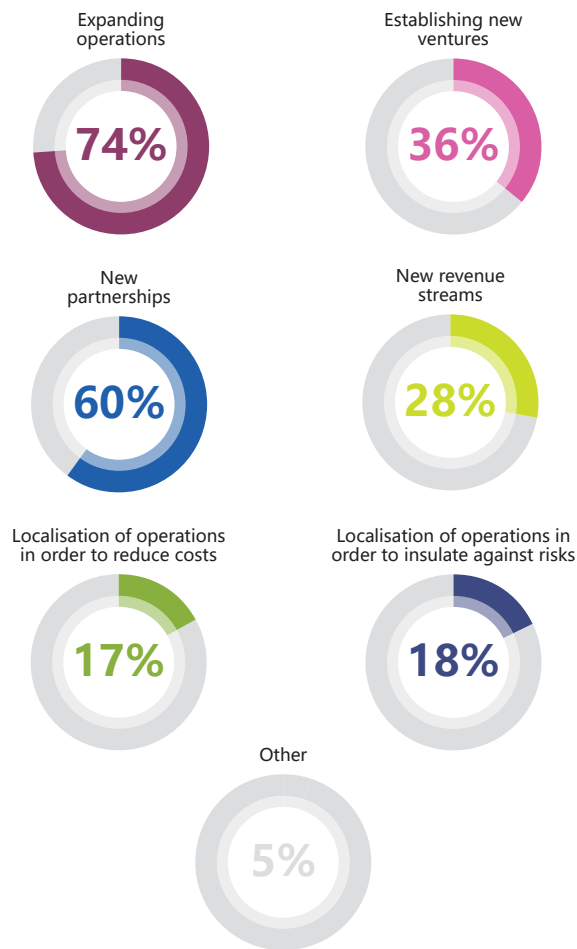 Expanding
operations
74%
Establishing new
ventures
36%
New
partnerships
60%
New revenue
streams
28%
Localisation of operations
in order to reduce costs
17%
Localisation of operations in
order to insulate against risks
18%
Other
5%